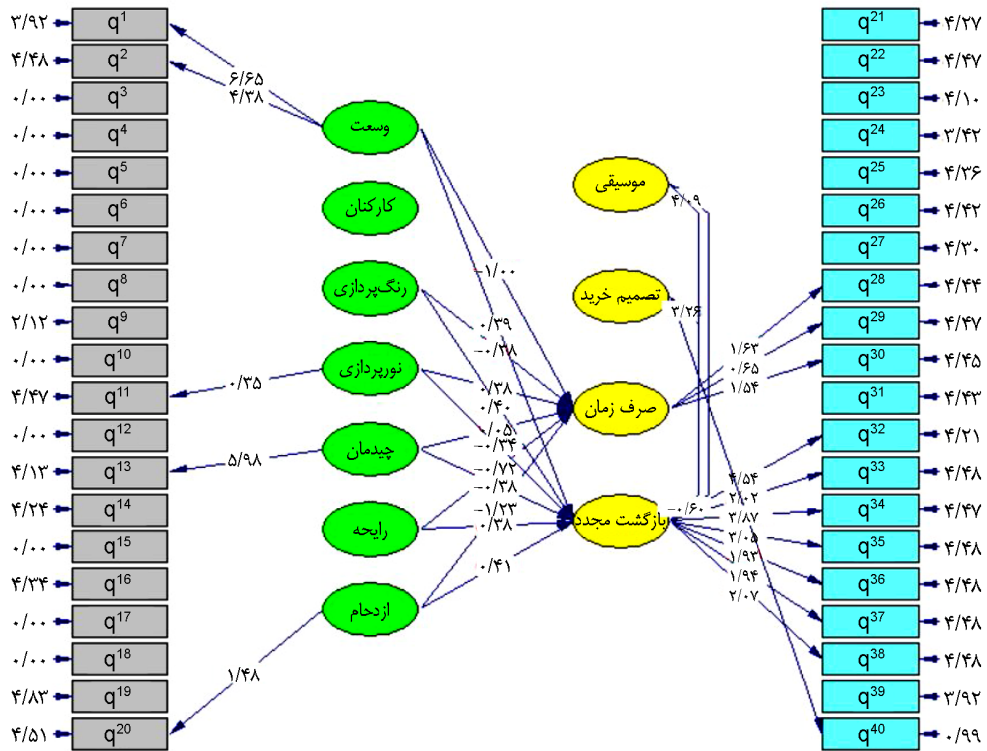 ۳/۹۲ q1
۴/۴۸ q2
۰/۰۰ q3
۰/۰۰ q4
۰/۰۰ q5
۰/۰۰ q6
۰/۰۰ q7
۰/۰۰ q8
۲/۱۲ q9
۰/۰۰ q10
۴/۴۷ q11
۰/۰۰ q12
۴/۱۳ q13
۴/۲۴ q14
۰/۰۰ q15
۴/۳۴ q16
۰/۰۰ q17
۰/۰۰ q18
۴/۸۳ q19
۴/۵۱ q20
۶/۶۵
۴/۳۸
۰/۳۵
۵/۹۸
۱/۴۸
وسعت
کارکنان
رنگ‌پردازی
نورپردازی
چیدمان
رایحه
ازدحام
−۱/۰۰
۰/۳۹
−۰/۳۸
۰/۳۸
۰/۴۰
۰/۰۵
−۰/۳۴
−۰/۷۲
−۰/۳۸
−۱/۲۳
۰/۳۸
۰/۴۱
موسیقی
تصمیم خرید
صرف زمان
بازگشت مجدد
۴/۰۹
۳/۲۶
−۰/۶۰
۱/۶۳
۰/۶۵
۱/۵۴
۴/۵۴
۲/۰۲
۳/۸۷
۳/۰۵
۱/۹۳
۱/۹۴
۲/۰۷
q21 ۴/۲۷
q22 ۴/۴۷
q23 ۴/۱۰
q24 ۳/۴۲
q25 ۴/۳۶
q26 ۴/۴۲
q27 ۴/۳۰
q28 ۴/۴۴
q29 ۴/۴۷
q30 ۴/۴۵
q31 ۴/۴۳
q32 ۴/۲۱
q33 ۴/۴۸
q34 ۴/۴۷
q35 ۴/۴۸
q36 ۴/۴۸
q37 ۴/۴۸
q38 ۴/۴۸
q39 ۳/۹۲
q40 ۰/۹۹